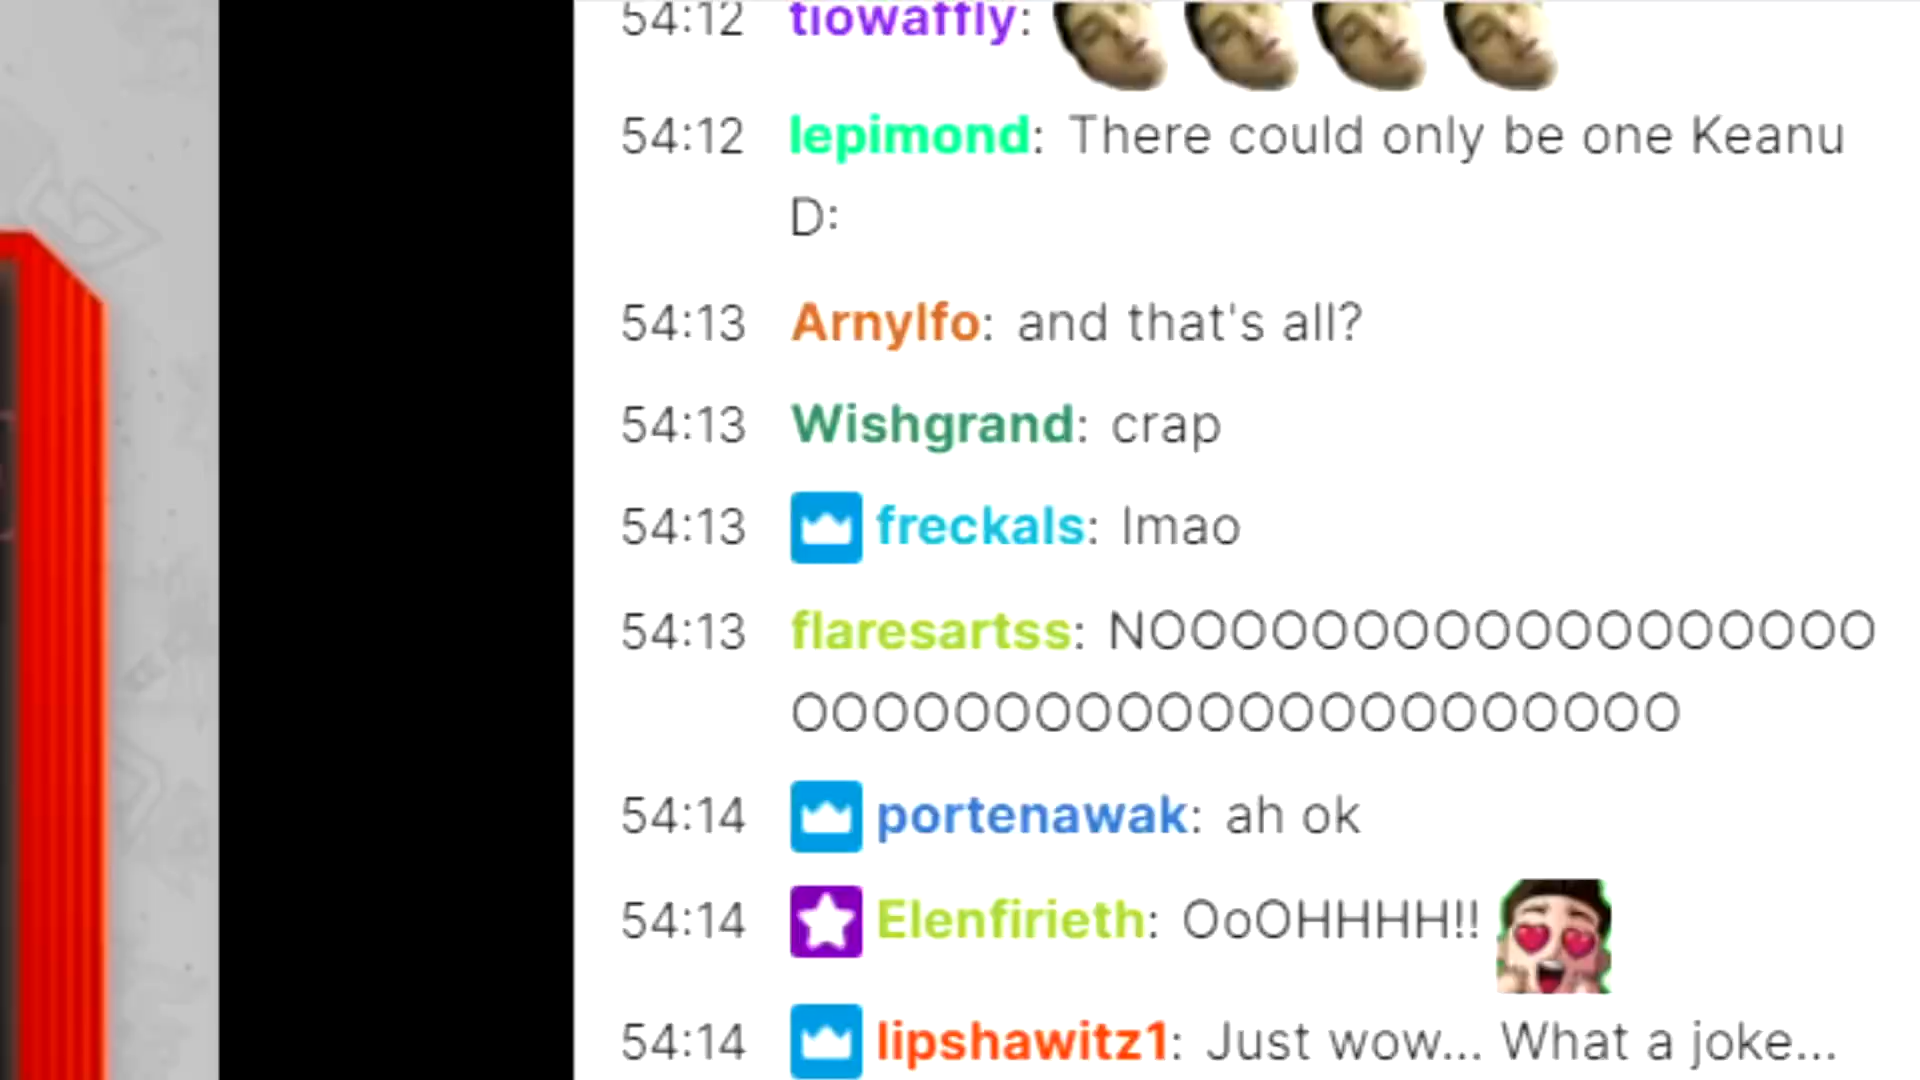 54:12 tiowaffly:
54:12 lepimond: There could only be one Keanu
D:
54:13 Arnylfo: and that's all?
54:13 Wishgrand: crap
54:13 freckals: lmao
54:13 flaresartss: NOOOOOOOOOOOOOOOOOO
OOOOOOOOOOOOOOOOOOOOOO
54:14 portenawak: ah ok
54:14 Elenfirieth: OoOHHHH!!
54:14 lipshawitz1: Just wow... What a joke...